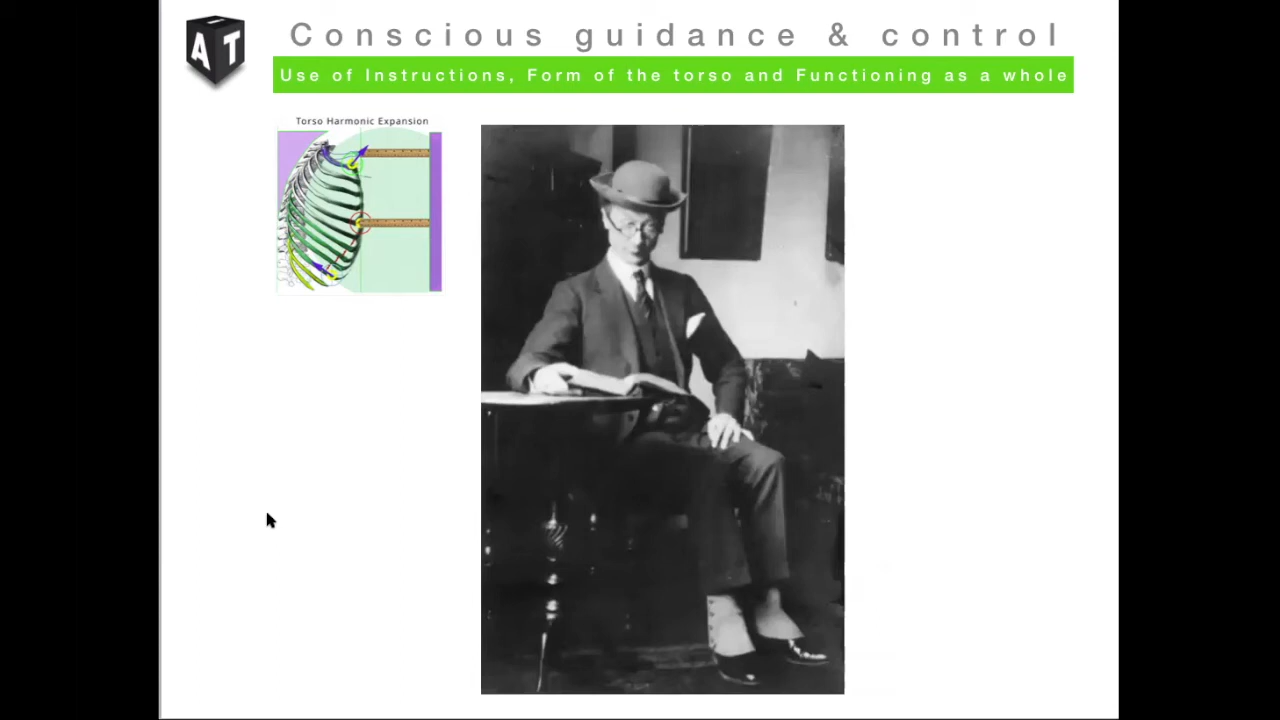 AT
Conscious guidance & control
Use of Instructions, Form of the torso and Functioning as a whole
Torso Harmonic Expansion